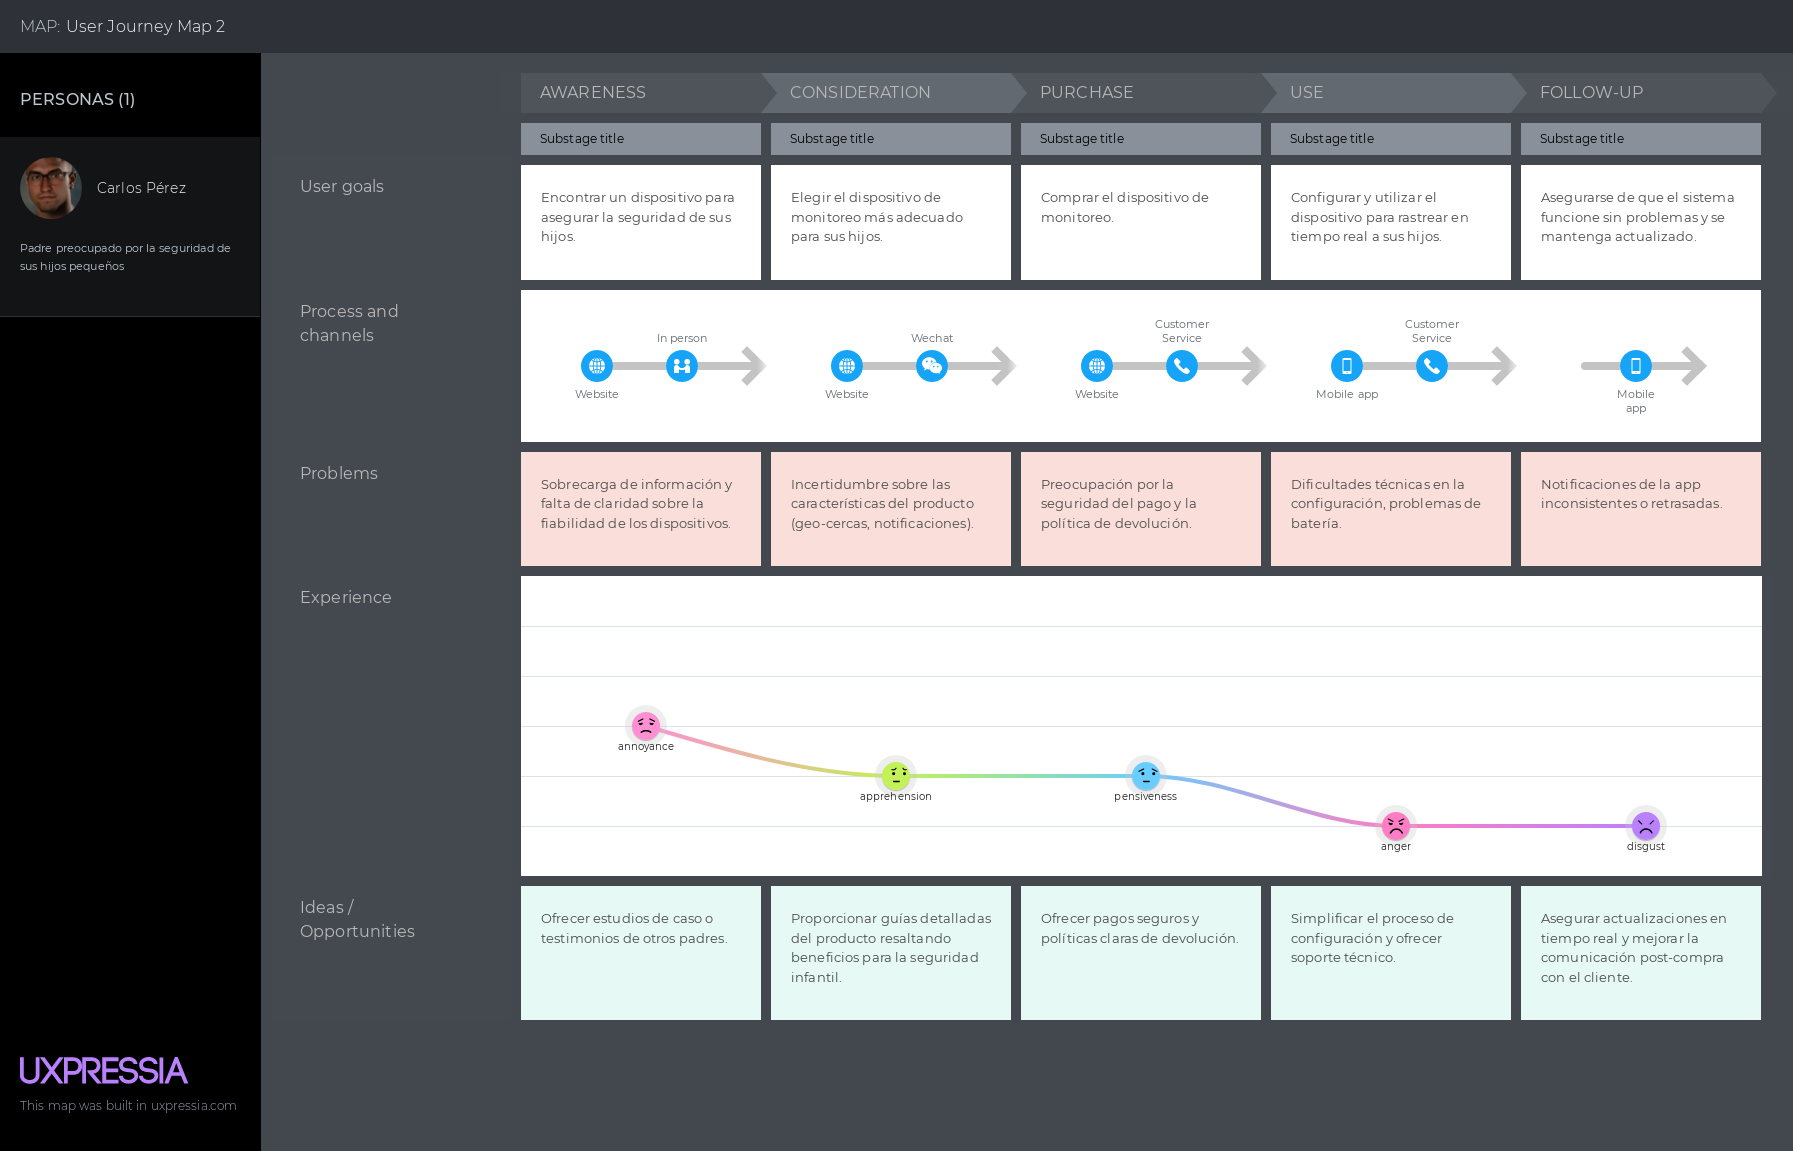 MAP: User Journey Map 2
PERSONAS (1)
Carlos Pérez
Padre preocupado por la seguridad de
sus hijos pequeños
AWARENESS
CONSIDERATION
PURCHASE
USE
FOLLOW-UP
Substage title
Substage title
Substage title
Substage title
Substage title
User goals
Encontrar un dispositivo para
asegurar la seguridad de sus
hijos.
Elegir el dispositivo de
monitoreo más adecuado
para sus hijos.
Comprar el dispositivo de
monitoreo.
Configurar y utilizar el
dispositivo para rastrear en
tiempo real a sus hijos.
Asegurarse de que el sistema
funcione sin problemas y se
mantenga actualizado.
Process and
channels
Website
In person
Website
Wechat
Website
Customer
Service
Mobile app
Customer
Service
Mobile
app
Problems
Sobrecarga de información y
falta de claridad sobre la
fiabilidad de los dispositivos.
Incertidumbre sobre las
características del producto
(geo-cercas, notificaciones).
Preocupación por la
seguridad del pago y la
política de devolución.
Dificultades técnicas en la
configuración, problemas de
batería.
Notificaciones de la app
inconsistentes o retrasadas.
Experience
annoyance
apprehension
pensiveness
anger
disgust
Ideas /
Opportunities
Ofrecer estudios de caso o
testimonios de otros padres.
Proporcionar guías detalladas
del producto resaltando
beneficios para la seguridad
infantil.
Ofrecer pagos seguros y
políticas claras de devolución.
Simplificar el proceso de
configuración y ofrecer
soporte técnico.
Asegurar actualizaciones en
tiempo real y mejorar la
comunicación post-compra
con el cliente.
UXPRESSIA
This map was built in uxpressia.com